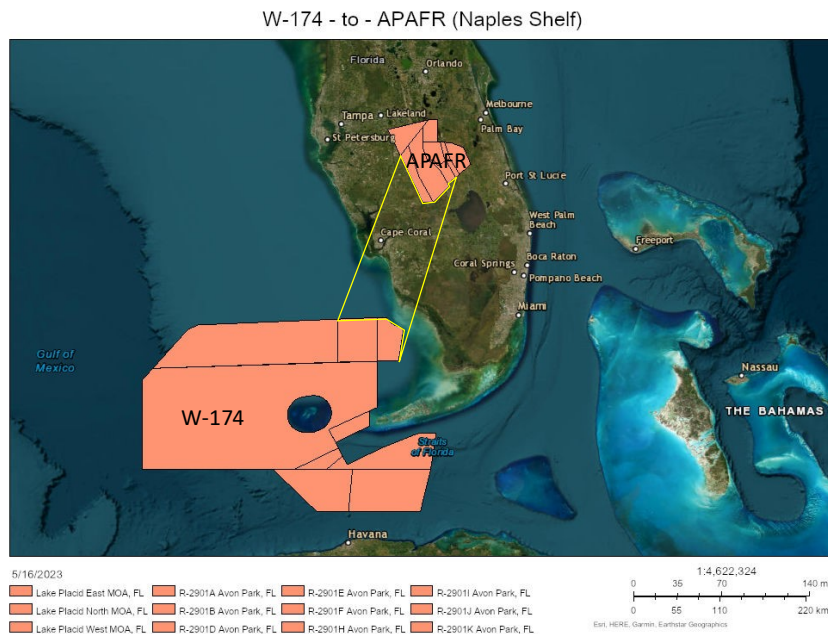 W-174 - to - APAFR (Naples Shelf)
Florida
Orlando
Tampa
Lakeland
Melbourne
St Petersburg
Palm Bay
APAFR
Port St Lucie
West Palm
Beach
Cape Coral
Freeport
Coral Springs
Boca Raton
Pompano Beach
Miami
Gulf of
Mexico
Nassau
W-174
THE BAHAMAS
Straits
of Florida
Havana
5/16/2023
Lake Placid East MOA, FL
R-2901A Avon Park, FL
R-2901E Avon Park, FL
R-2901I Avon Park, FL
Lake Placid North MOA, FL
R-2901B Avon Park, FL
R-2901F Avon Park, FL
R-2901J Avon Park, FL
Lake Placid West MOA, FL
R-2901D Avon Park, FL
R-2901H Avon Park, FL
R-2901K Avon Park, FL
1:4,622,324
0 35 70 140 m
0 55 110 220 km
Esri, HERE, Garmin, Earthstar Geographics